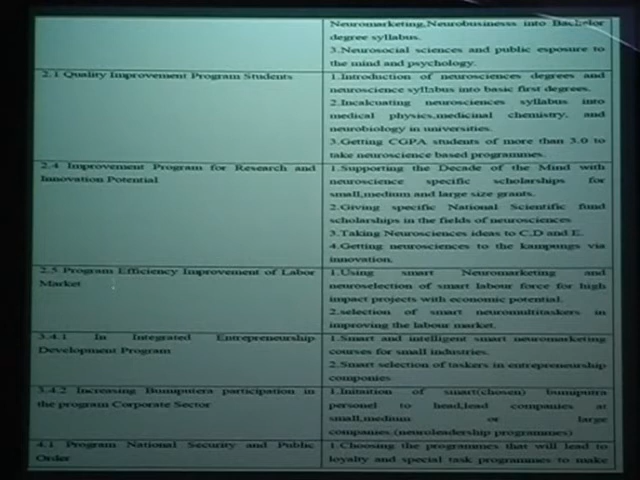 Neuromarketing,Neurobusinesss into Bachelor
degree syllabus.
3.Neurosocial sciences and public exposure to
the mind and psychology.
2.1 Quality Improvement Program Students
1.Introduction of neurosciences degrees and
neuroscience syllabus into basic first degrees.
2.Incalcuating neurosciences syllabus into
medical physics,medicinal chemistry, and
neurobiology in universities.
3.Getting CGPA students of more than 3.0 to
take neuroscience based programmes.
2.4 Improvement Program for Research and
Innovation Potential
1.Supporting the Decade of the Mind with
neuroscience specific scholarships for
small,medium and large size grants.
2.Giving specific National Scientific fund
scholarships in the fields of neurosciences
3.Taking Neurosciences ideas to C,D and E.
4.Getting neurosciences to the kampungs via
innovation.
2.5 Program Efficiency Improvement of Labor
Market
1.Using smart Neuromarketing and
neuroselection of smart labour force for high
impact projects with economic potential.
2.selection of smart neuromultitaskers in
improving the labour market.
3.4.1 In Integrated Entrepreneurship
Development Program
1.Smart and intelligent smart neuromarketing
courses for small industries.
2.Smart selection of taskers in entrepreneurship
companies
3.4.2 Increasing Bumiputera participation in
the program Corporate Sector
1.Initiation of smart(chosen) bumiputra
personel to head,lead companies at
small,medium or large
companies.(neuroleadership programmes)
4.1 Program National Security and Public
Order
1.Choosing the programmes that will lead to
loyalty and special task programmes to make